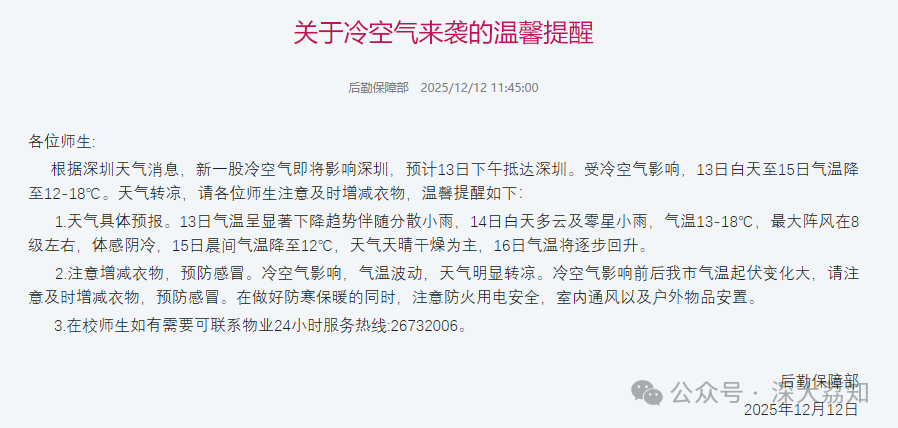 关于冷空气来袭的温馨提醒
后勤保障部 2025/12/12 11:45:00
各位师生:
根据深圳天气消息，新一股冷空气即将影响深圳，预计13日下午抵达深圳。受冷空气影响，13日白天至15日气温降
至12-18℃。天气转凉，请各位师生注意及时增减衣物，温馨提醒如下：
1.天气具体预报。13日气温呈显著下降趋势伴随分散小雨，14日白天多云及零星小雨，气温13-18℃，最大阵风在8
级左右，体感阴冷，15日晨间气温降至12℃，天气天晴干燥为主，16日气温将逐步回升。
2.注意增减衣物，预防感冒。冷空气影响，气温波动，天气明显转凉。冷空气影响前后我市气温起伏变化大，请注
意及时增减衣物，预防感冒。在做好防寒保暖的同时，注意防火用电安全，室内通风以及户外物品安置。
3.在校师生如有需要可联系物业24小时服务热线:26732006。
后勤保障部
公众号 · 深大荔知
2025年12月12日